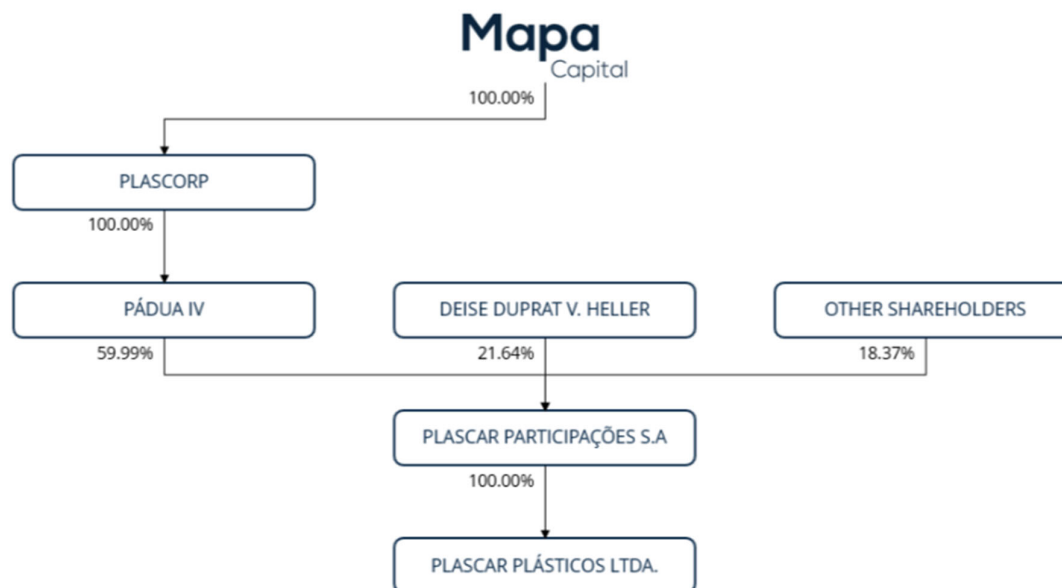 Mapa
Capital
100.00%
PLASCORP
100.00%
PÁDUA IV
DEISE DUPRAT V. HELLER
OTHER SHAREHOLDERS
59.99%
21.64%
18.37%
PLASCAR PARTICIPAÇÕES S.A
100.00%
PLASCAR PLÁSTICOS LTDA.